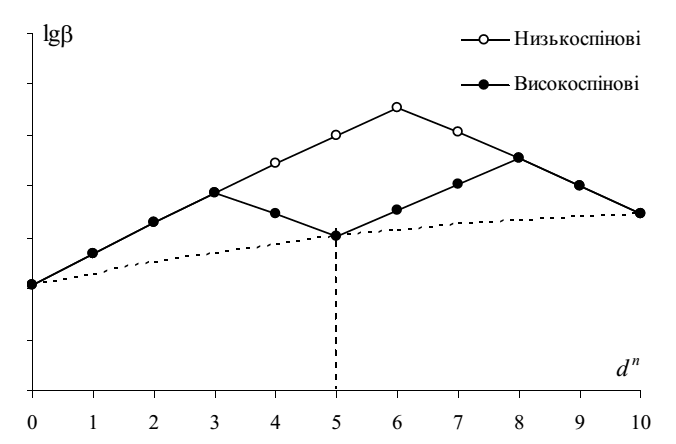 lgβ
Низькоспінові
Високоспінові
dⁿ
0 1 2 3 4 5 6 7 8 9 10